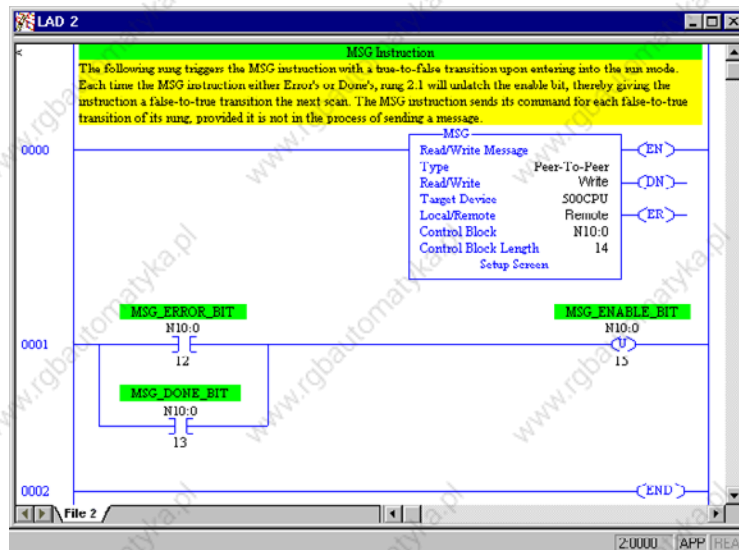 LAD 2
MSG Instruction
The following rung triggers the MSG instruction with a true-to-false transition upon entering into the run mode.
Each time the MSG instruction either Error's or Done's, rung 2.1 will unlatch the enable bit, thereby giving the
instruction a false-to-true transition the next scan. The MSG instruction sends its command for each false-to-true
transition of its rung, provided it is not in the process of sending a message.
0000
MSG
Read/Write Message
Type Peer-To-Peer
Read/Write Write
Target Device 500CPU
Local/Remote Remote
Control Block N10:0
Control Block Length 14
Setup Screen
EN
DN
ER
MSG_ERROR_BIT
N10:0
12
MSG_ENABLE_BIT
N10:0
U
15
0001
MSG_DONE_BIT
N10:0
13
0002
END
File 2
2:0000 APP REA
www.rgbautomatyka.pl